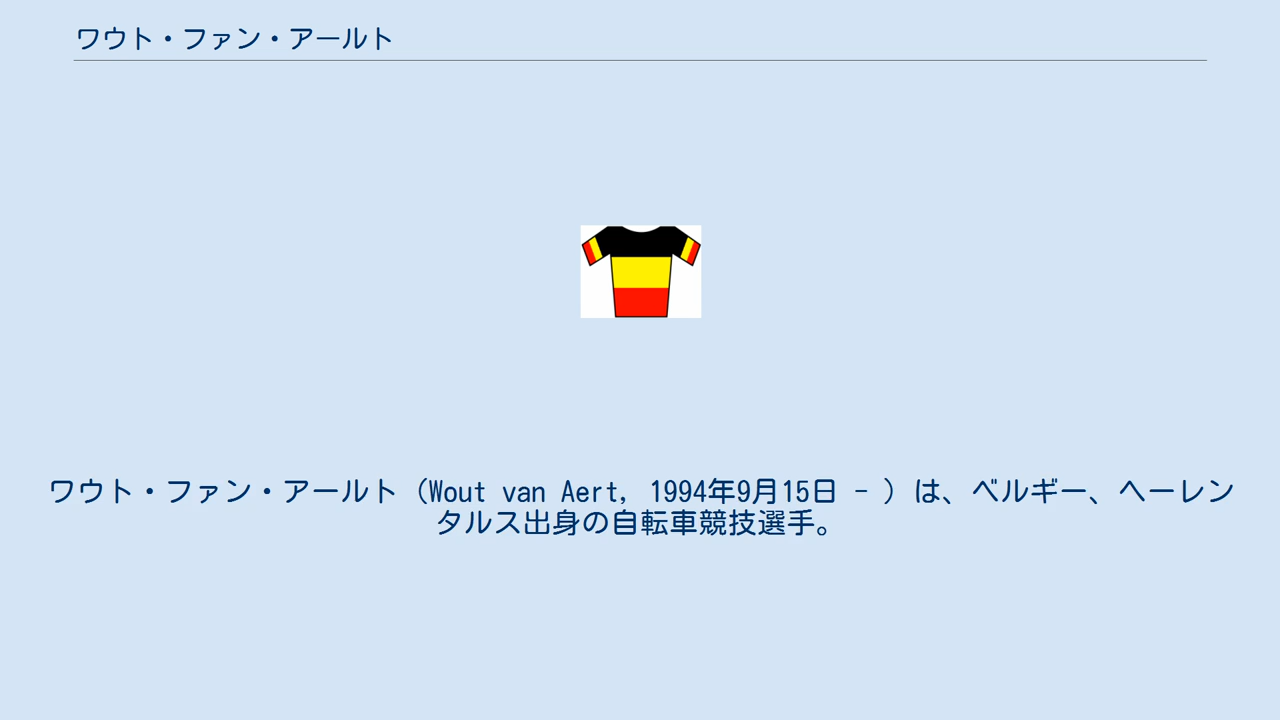 ワウト・ファン・アールト
ワウト・ファン・アールト（Wout van Aert, 1994年9月15日 - ）は、ベルギー、ヘーレン
タルス出身の自転車競技選手。